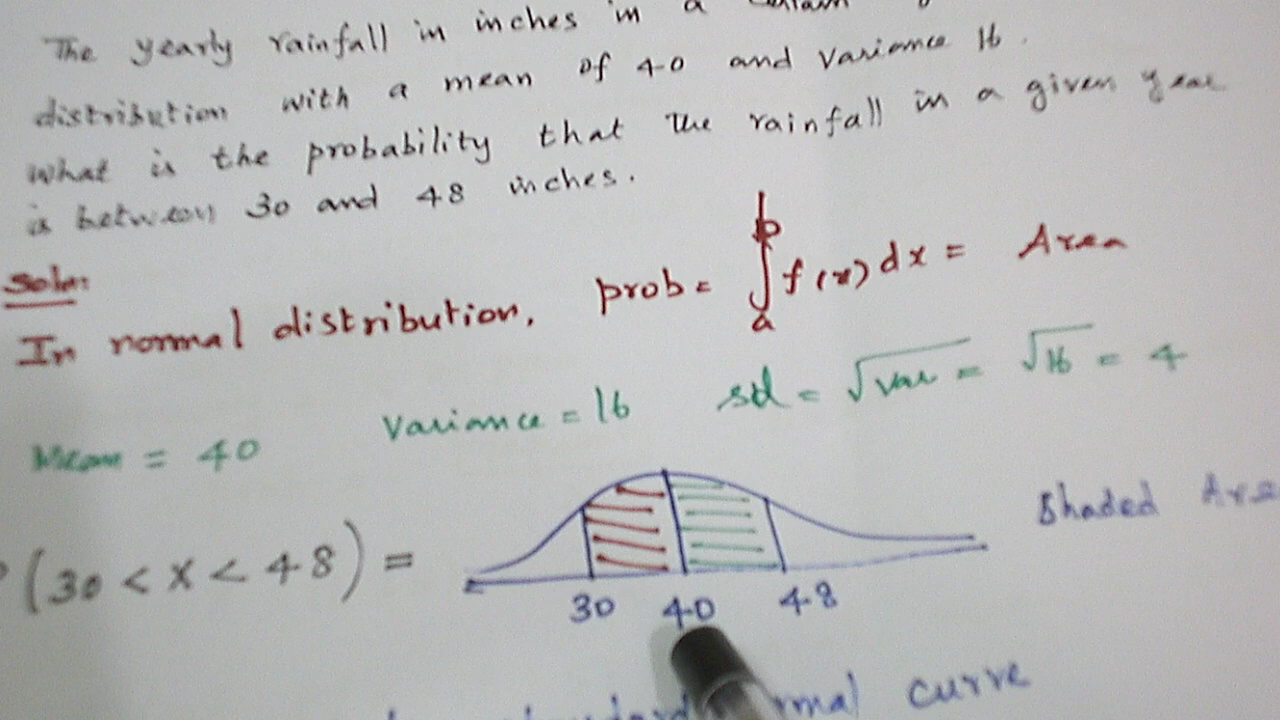 The yearly rainfall in inches in a
distribution with a mean of 40 and variance 16.
what is the probability that the rainfall in a given year
is between 30 and 48 inches.
Soln:
In normal distribution, prob = ∫ₐᵇ f(x) dx = Area
Mean = 40 Variance = 16 sd = √var = √16 = 4
(30 < X < 48) = Shaded
30 40 48
curve